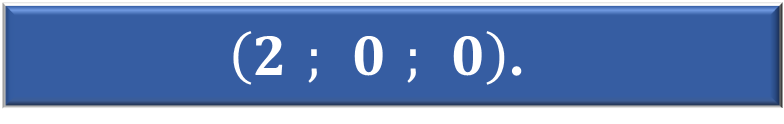 (2 ; 0 ; 0).